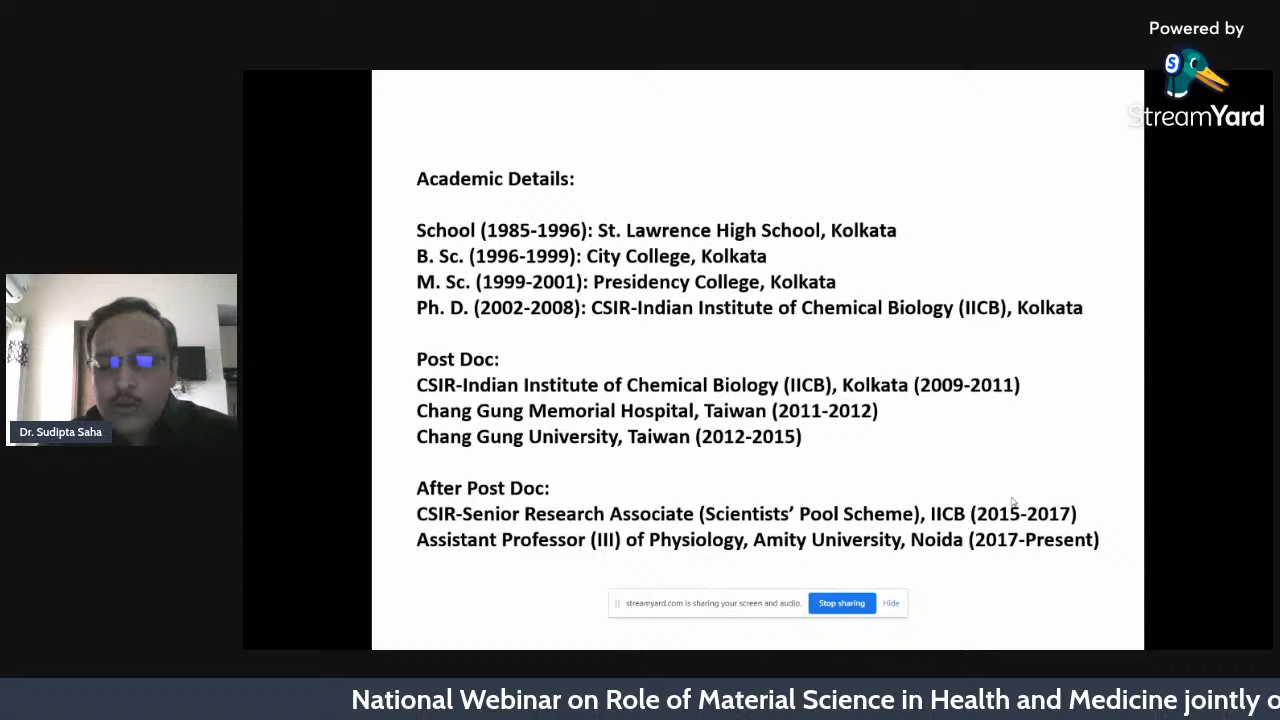 Powered by
StreamYard
Academic Details:
School (1985-1996): St. Lawrence High School, Kolkata
B. Sc. (1996-1999): City College, Kolkata
M. Sc. (1999-2001): Presidency College, Kolkata
Ph. D. (2002-2008): CSIR-Indian Institute of Chemical Biology (IICB), Kolkata
Post Doc:
CSIR-Indian Institute of Chemical Biology (IICB), Kolkata (2009-2011)
Chang Gung Memorial Hospital, Taiwan (2011-2012)
Chang Gung University, Taiwan (2012-2015)
Dr. Sudipta Saha
After Post Doc:
CSIR-Senior Research Associate (Scientists’ Pool Scheme), IICB (2015-2017)
Assistant Professor (III) of Physiology, Amity University, Noida (2017-Present)
streamyard.com is sharing your screen and audio. Stop sharing Hide
National Webinar on Role of Material Science in Health and Medicine jointly o